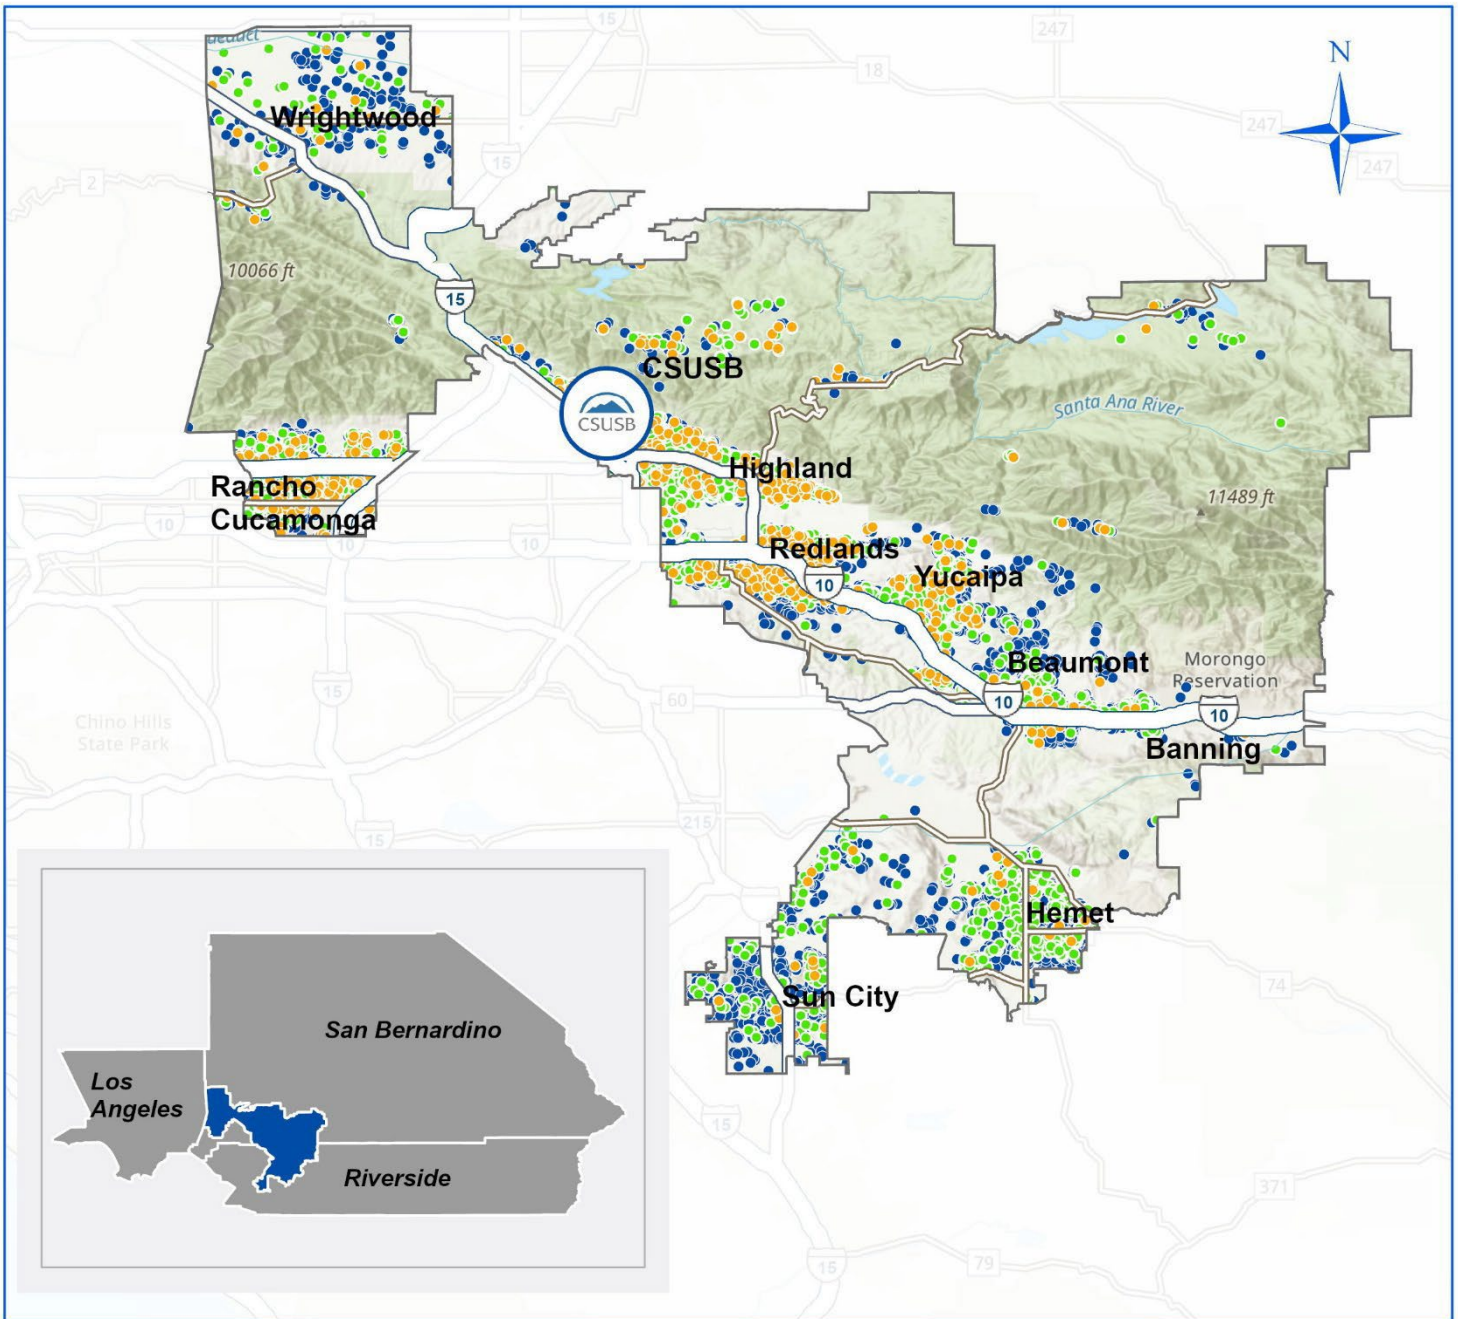 N
247
15
18
247
247
15
2
Wrightwood
10066 ft
15
CSUSB
CSUSB
Santa Ana River
Highland
11489 ft
Rancho
Cucamonga
10
10
10
Redlands
10
Yucaipa
Beaumont
Morongo
Reservation
15
60
10
10
Banning
Chino Hills
State Park
215
15
Hemet
Sun City
74
San Bernardino
Los
Angeles
Riverside
15
371
79
15